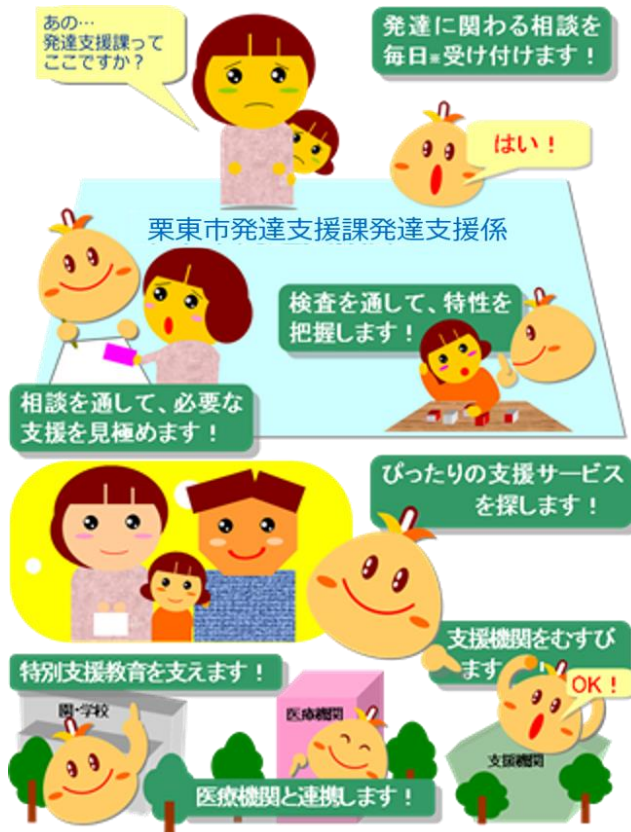 あの…
発達支援課って
ここですか？
発達に関わる相談を
毎日※受け付けます！
はい！
栗東市発達支援課発達支援係
検査を通して、特性を
把握します！
相談を通して、必要な
支援を見極めます！
ぴったりの支援サービス
を探します！
支援機関をむすび
ます
OK！
特別支援教育を支えます！
園・学校
医療機関
支援機関
医療機関と連携します！